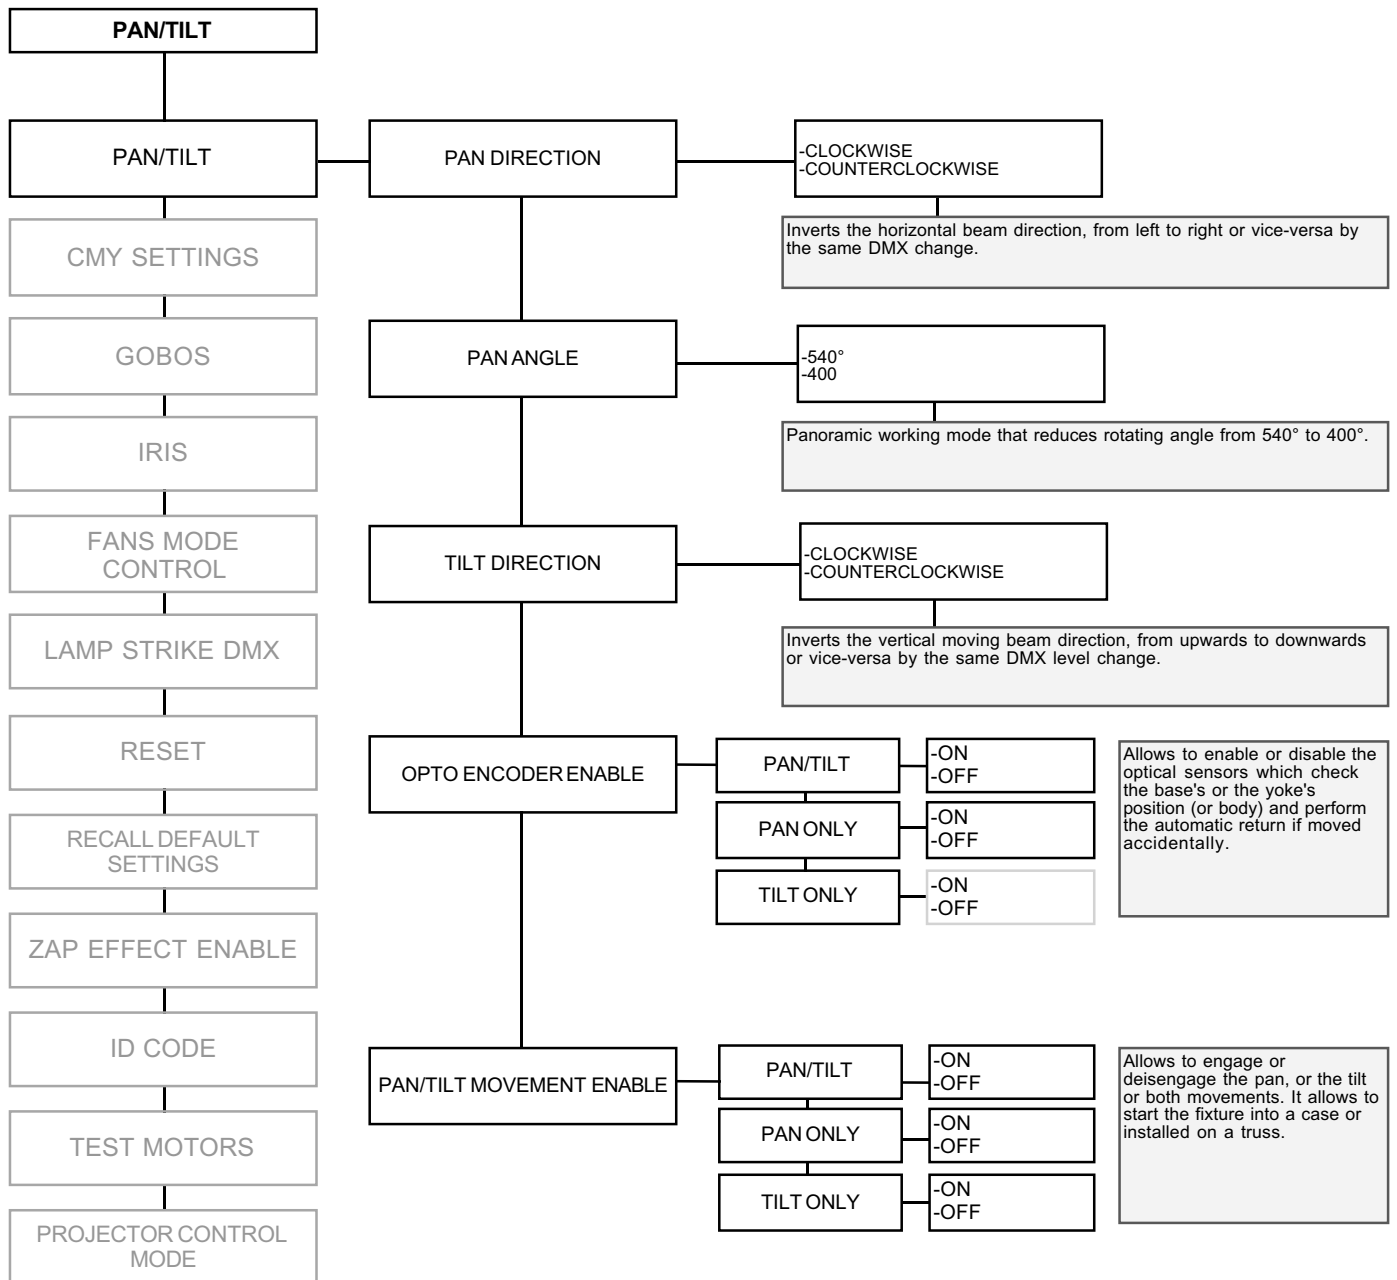 PAN/TILT
PAN/TILT
PAN DIRECTION
-CLOCKWISE
-COUNTERCLOCKWISE
Inverts the horizontal beam direction, from left to right or vice-versa by
the same DMX change.
CMY SETTINGS
GOBOS
PAN ANGLE
-540°
-400
Panoramic working mode that reduces rotating angle from 540° to 400°.
IRIS
FANS MODE
CONTROL
TILT DIRECTION
-CLOCKWISE
-COUNTERCLOCKWISE
Inverts the vertical moving beam direction, from upwards to downwards
or vice-versa by the same DMX level change.
LAMP STRIKE DMX
RESET
OPTO ENCODER ENABLE
PAN/TILT
-ON
-OFF
PAN ONLY
-ON
-OFF
TILT ONLY
-ON
-OFF
Allows to enable or disable the
optical sensors which check
the base's or the yoke's
position (or body) and perform
the automatic return if moved
accidentally.
RECALL DEFAULT
SETTINGS
ZAP EFFECT ENABLE
ID CODE
PAN/TILT MOVEMENT ENABLE
PAN/TILT
-ON
-OFF
PAN ONLY
-ON
-OFF
TILT ONLY
-ON
-OFF
Allows to engage or
deisengage the pan, or the tilt
or both movements. It allows to
start the fixture into a case or
installed on a truss.
TEST MOTORS
PROJECTOR CONTROL
MODE